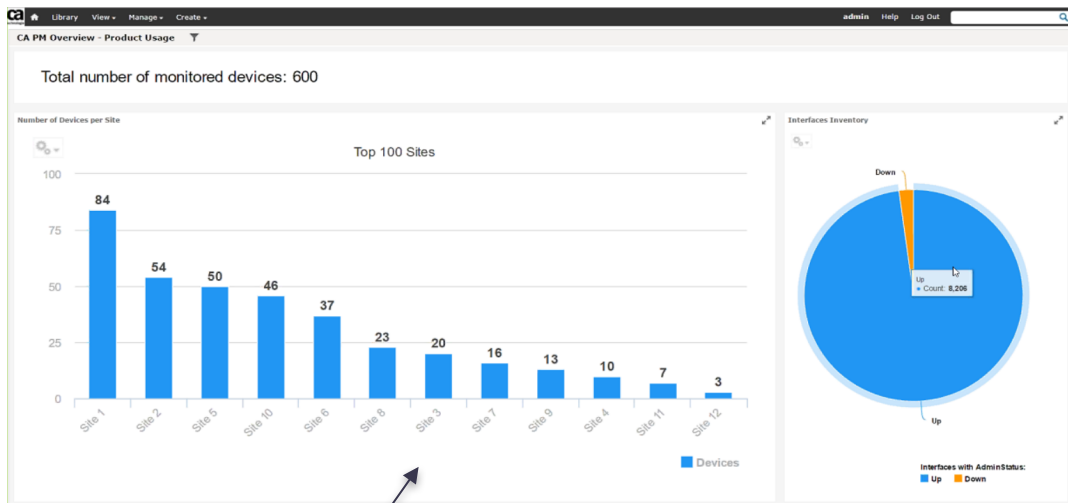 ca
technologies
Library View Manage Create admin Help Log Out
CA PM Overview - Product Usage
Total number of monitored devices: 600
Number of Devices per Site
Top 100 Sites
100
75
50
25
0
84
54
50
46
37
23
20
16
13
10
7
3
Site 1
Site 2
Site 5
Site 10
Site 6
Site 8
Site 3
Site 7
Site 9
Site 4
Site 11
Site 12
Devices
Interfaces Inventory
Down
Up
Count: 8,206
Up
Interfaces with AdminStatus:
Up Down